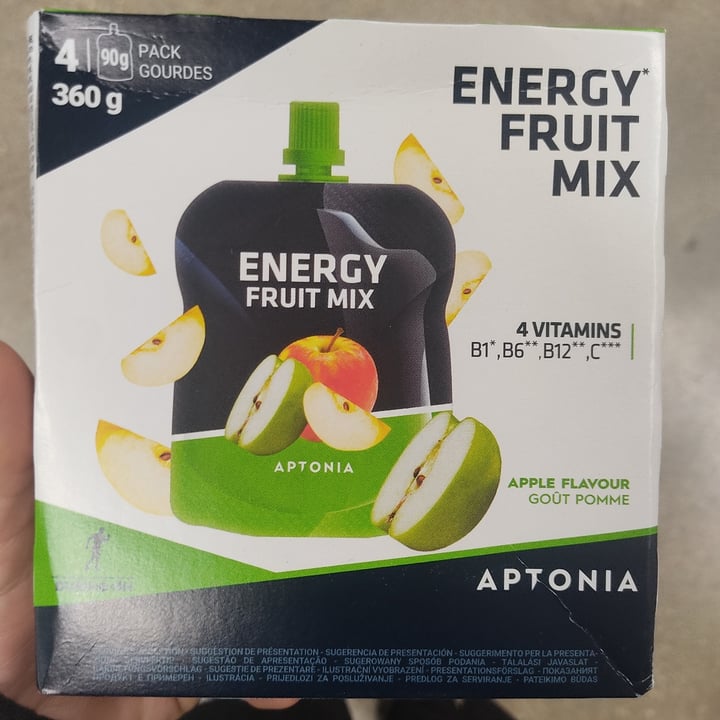 4 90g PACK
GOURDES
360 g
ENERGY*
FRUIT
MIX
ENERGY
FRUIT MIX
4 VITAMINS
B1*,B6**,B12**,C***
APTONIA
APPLE FLAVOUR
GOÛT POMME
APTONIA
- SUGGESTION DE PRÉSENTATION - SUGERENCIA DE PRESENTACIÓN - SUGGERIMENTO PER LA PRESENTA-
- SUGESTÃO DE APRESENTAÇÃO - SUGEROWANY SPOSÓB PODANIA - TÁLALÁSI JAVASLAT -
- SUGESTIE DE PREZENTARE - ILUSTRAČNÍ VYOBRAZENÍ - PRESENTATIONSFÖRSLAG - ПОКАЗАНИЯТ
ПРОДУКТ Е ПРИМЕРЕН - ILUSTRÁCIA - PRIJEDLOZI ZA POSLUŽIVANJE - PREDLOG ZA SERVIRANJE - PATEIKIMO BŪDAS